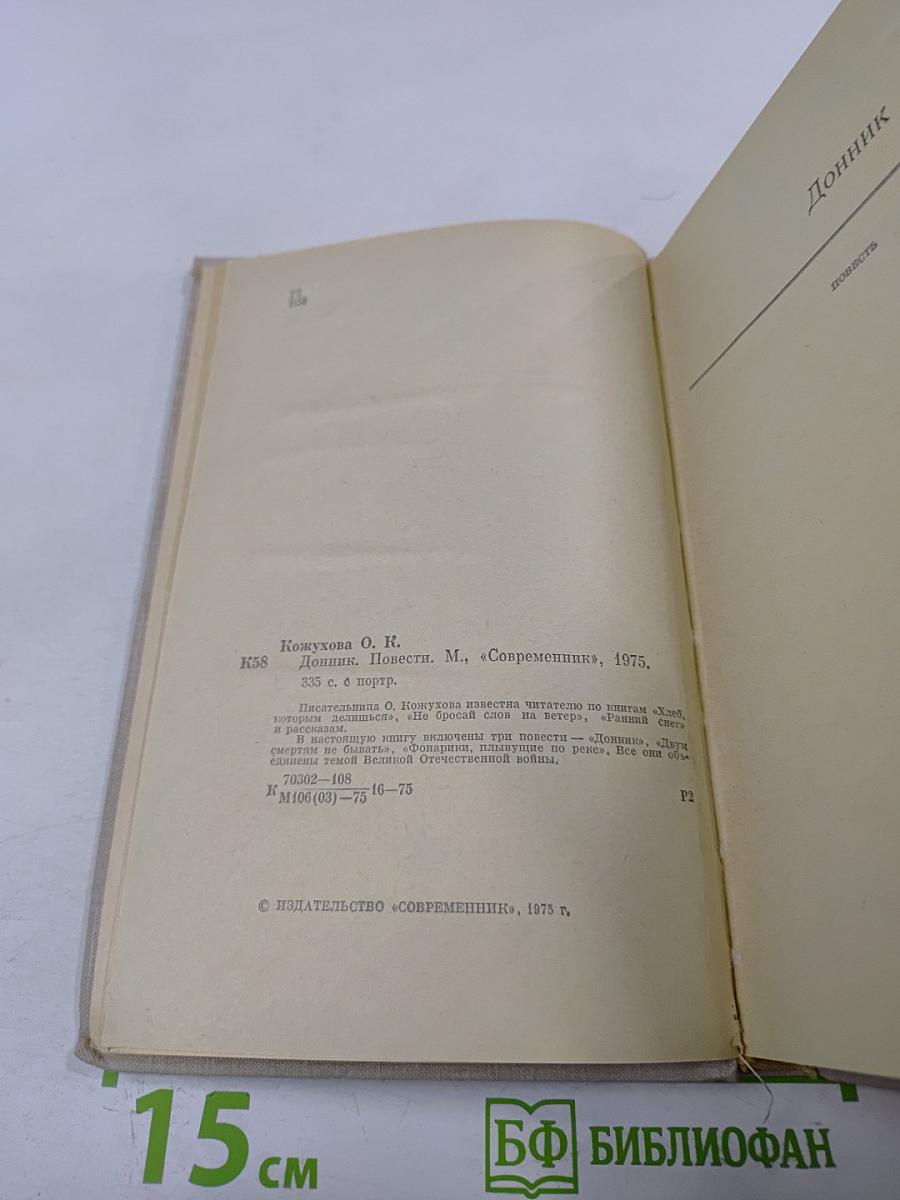 Р2
К58
Кожухова О. К.
К58 Донник. Повести. М., «Современник», 1975.
335 с. с портр.
Писательница О. Кожухова известна читателю по книгам «Хлеб,
которым делишься», «Не бросай слов на ветер», «Ранний снег»
и рассказам.
В настоящую книгу включены три повести — «Донник», «Двум
смертям не бывать», «Фонарики, плывущие по реке». Все они объ-
единены темой Великой Отечественной войны.
К 70302—108
М106(03)—75 16—75 Р2
© ИЗДАТЕЛЬСТВО «СОВРЕМЕННИК», 1975 г.
Донник
ПОВЕСТЬ
15 см
БФ БИБЛИОФАН